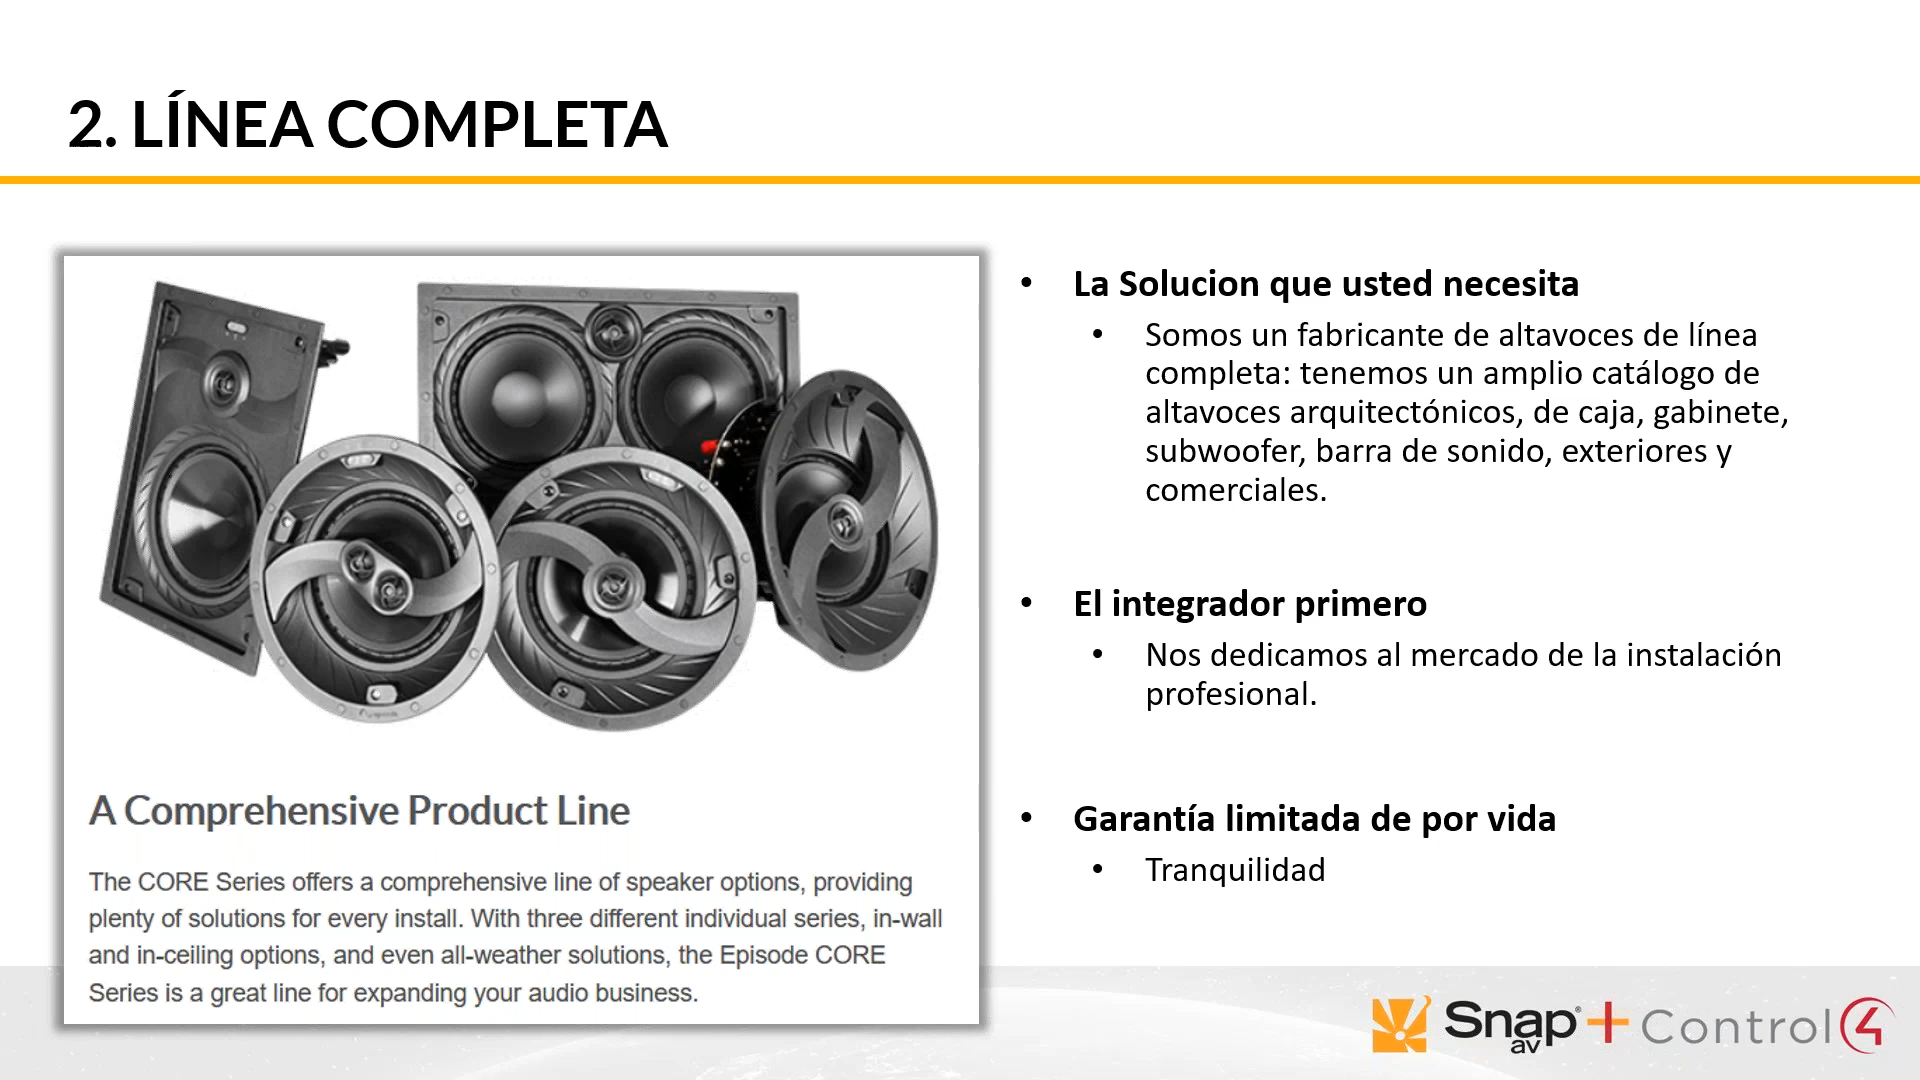 2. LÍNEA COMPLETA
A Comprehensive Product Line
The CORE Series offers a comprehensive line of speaker options, providing
plenty of solutions for every install. With three different individual series, in-wall
and in-ceiling options, and even all-weather solutions, the Episode CORE
Series is a great line for expanding your audio business.
• La Solucion que usted necesita
• Somos un fabricante de altavoces de línea
completa: tenemos un amplio catálogo de
altavoces arquitectónicos, de caja, gabinete,
subwoofer, barra de sonido, exteriores y
comerciales.
• El integrador primero
• Nos dedicamos al mercado de la instalación
profesional.
• Garantía limitada de por vida
• Tranquilidad
Snap® + Control4
av